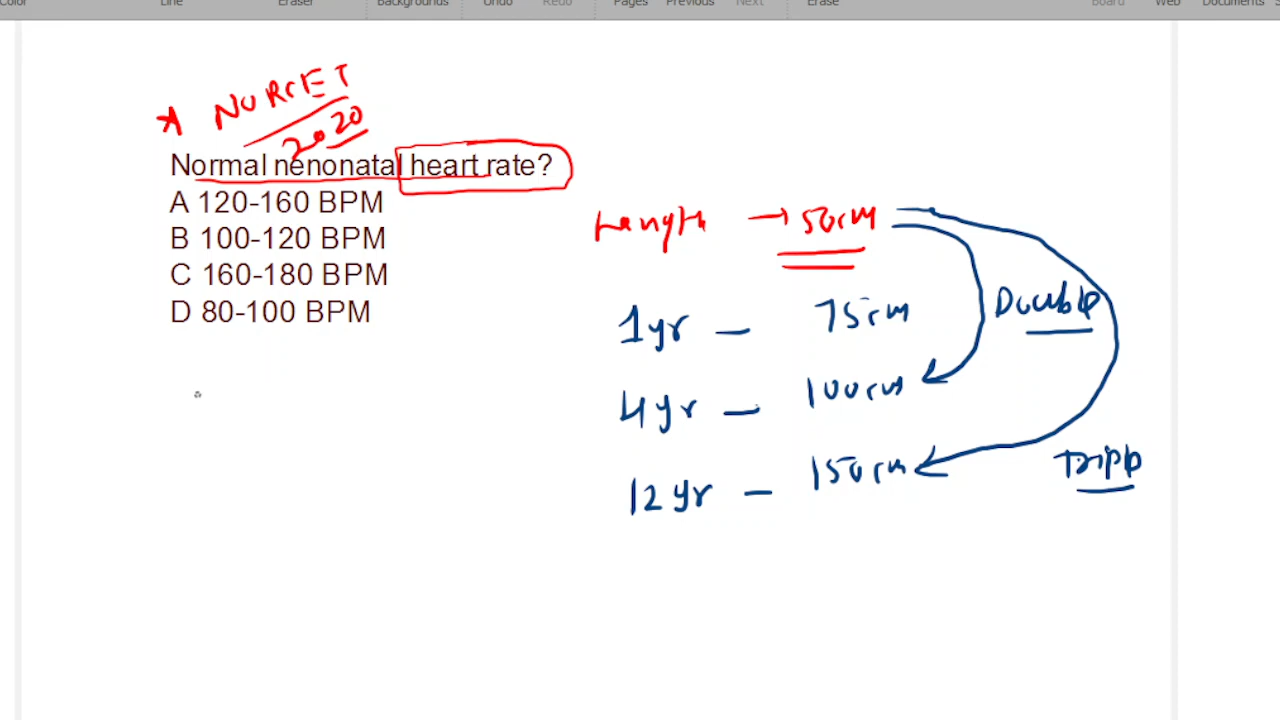 Color Line Eraser Backgrounds Undo Redo Pages Previous Next Erase Board Web Documents
* NORCET
2020
Normal nenonatal heart rate?
A 120-160 BPM
B 100-120 BPM
C 160-180 BPM
D 80-100 BPM
Length → 50cm
1yr – 75cm
Double
4yr – 100cm
12yr – 150cm